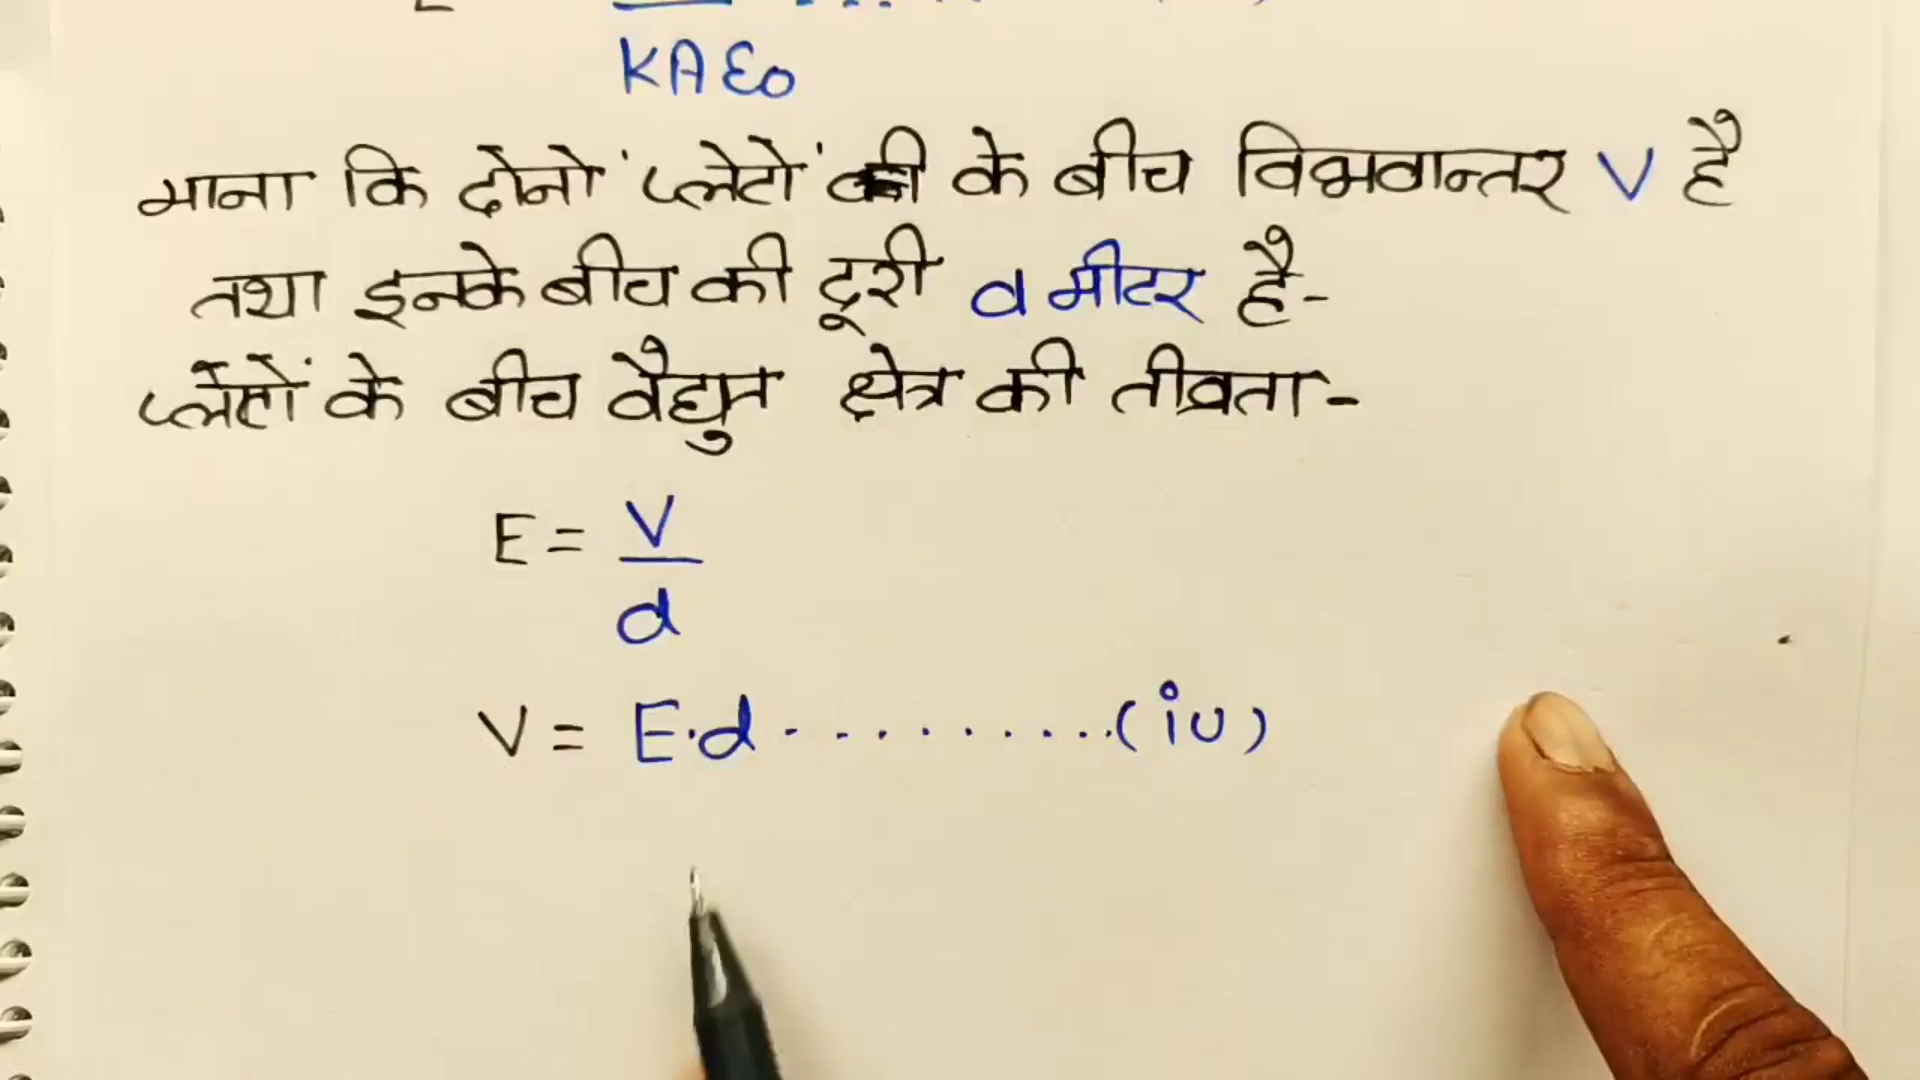 KAε₀
माना कि दोनो प्लेटो के बीच विभवान्तर V है
तथा इनके बीच की दूरी d मीटर है-
प्लेटों के बीच वैद्युत क्षेत्र की तीव्रता-
E = V
d
V = E.d ..........(iv)